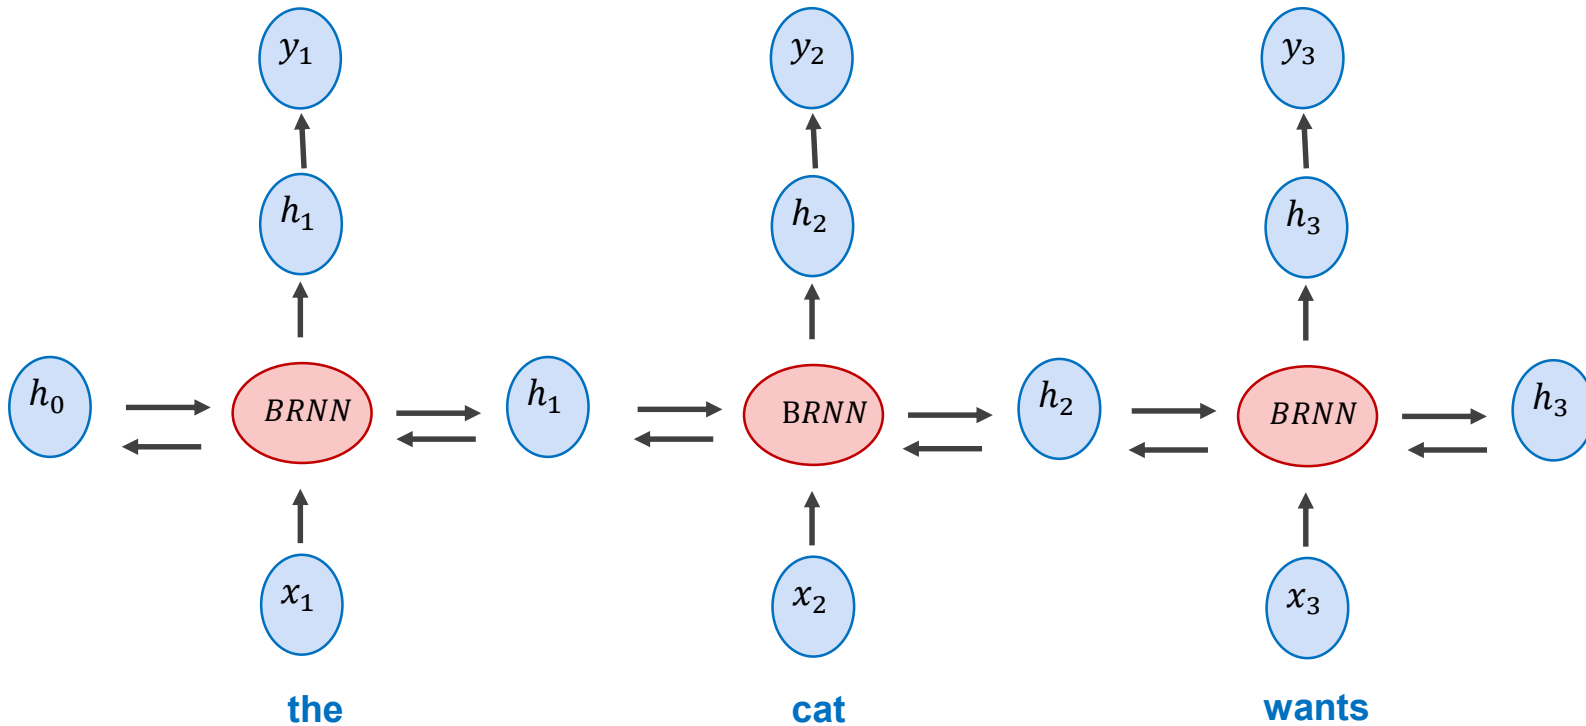 y₁ y₂ y₃
h₁ h₂ h₃
h₀ BRNN h₁ BRNN h₂ BRNN h₃
x₁ x₂ x₃
the cat wants